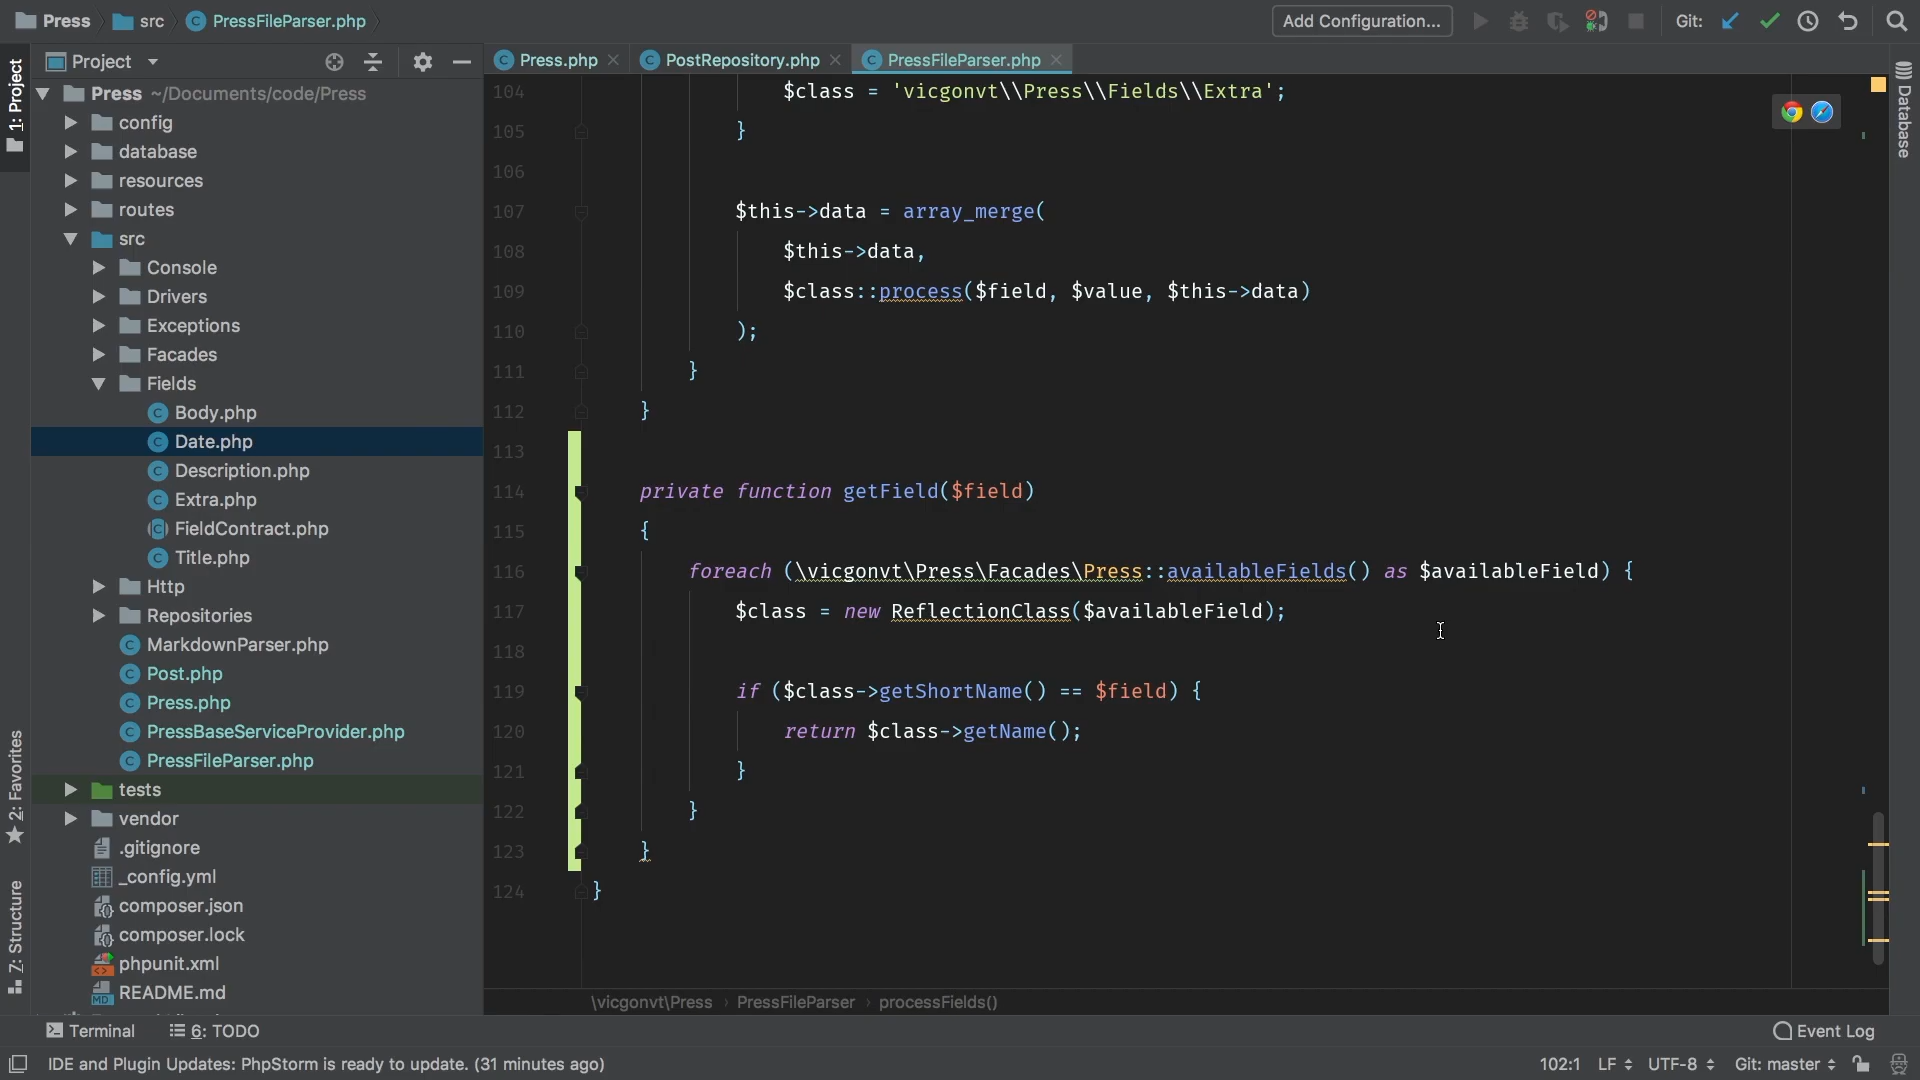 Press
src
PressFileParser.php
Add Configuration...
Git:
Project
Press.php
PostRepository.php
PressFileParser.php
1: Project
2: Favorites
7: Structure
Database
Press ~/Documents/code/Press
config
database
resources
routes
src
Console
Drivers
Exceptions
Facades
Fields
Body.php
Date.php
Description.php
Extra.php
FieldContract.php
Title.php
Http
Repositories
MarkdownParser.php
Post.php
Press.php
PressBaseServiceProvider.php
PressFileParser.php
tests
vendor
.gitignore
_config.yml
composer.json
composer.lock
phpunit.xml
README.md
104 $class = 'vicgonvt\\Press\\Fields\\Extra';
105 }
106
107 $this->data = array_merge(
108 $this->data,
109 $class::process($field, $value, $this->data)
110 );
111 }
112 }
113
114 private function getField($field)
115 {
116 foreach (\vicgonvt\Press\Facades\Press::availableFields() as $availableField) {
117 $class = new ReflectionClass($availableField);
118
119 if ($class->getShortName() == $field) {
120 return $class->getName();
121 }
122 }
123 }
124 }
\vicgonvt\Press › PressFileParser › processFields()
Terminal
6: TODO
Event Log
IDE and Plugin Updates: PhpStorm is ready to update. (31 minutes ago)
102:1 LF UTF-8 Git: master